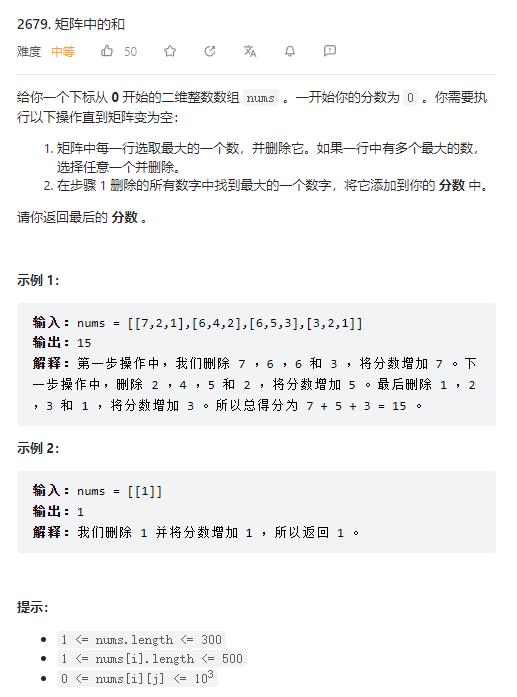 2679. 矩阵中的和
难度 中等 50
给你一个下标从 0 开始的二维整数数组 nums 。一开始你的分数为 0 。你需要执
行以下操作直到矩阵变为空：
1. 矩阵中每一行选取最大的一个数，并删除它。如果一行中有多个最大的数，
选择任意一个并删除。
2. 在步骤 1 删除的所有数字中找到最大的一个数字，将它添加到你的 分数 中。
请你返回最后的 分数 。
示例 1：
输入：nums = [[7,2,1],[6,4,2],[6,5,3],[3,2,1]]
输出：15
解释：第一步操作中，我们删除 7 ，6 ，6 和 3 ，将分数增加 7 。下
一步操作中，删除 2 ，4 ，5 和 2 ，将分数增加 5 。最后删除 1 ，2
，3 和 1 ，将分数增加 3 。所以总得分为 7 + 5 + 3 = 15 。
示例 2：
输入：nums = [[1]]
输出：1
解释：我们删除 1 并将分数增加 1 ，所以返回 1 。
提示：
1 <= nums.length <= 300
1 <= nums[i].length <= 500
0 <= nums[i][j] <= 10³